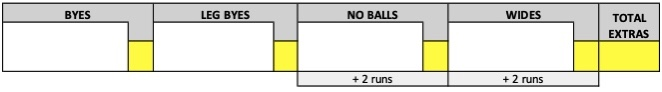 BYES LEG BYES NO BALLS WIDES TOTAL EXTRAS
+ 2 runs + 2 runs